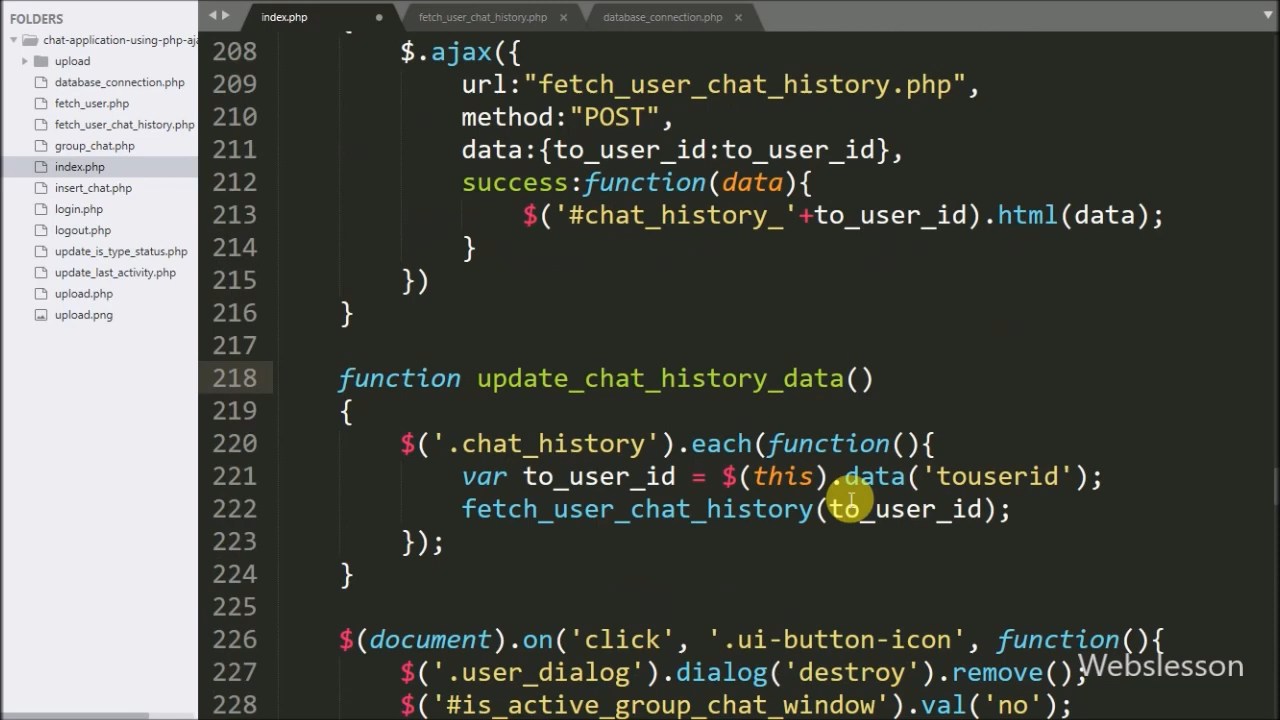 FOLDERS
chat-application-using-php-aja
upload
database_connection.php
fetch_user.php
fetch_user_chat_history.php
group_chat.php
index.php
insert_chat.php
login.php
logout.php
update_is_type_status.php
update_last_activity.php
upload.php
upload.png
index.php
fetch_user_chat_history.php
database_connection.php
208 $.ajax({
209 url:"fetch_user_chat_history.php",
210 method:"POST",
211 data:{to_user_id:to_user_id},
212 success:function(data){
213 $('#chat_history_'+to_user_id).html(data);
214 }
215 })
216 }
217
218 function update_chat_history_data()
219 {
220 $('.chat_history').each(function(){
221 var to_user_id = $(this).data('touserid');
222 fetch_user_chat_history(to_user_id);
223 });
224 }
225
226 $(document).on('click', '.ui-button-icon', function(){
227 $('.user_dialog').dialog('destroy').remove();
228 $('#is_active_group_chat_window').val('no');
Webslesson